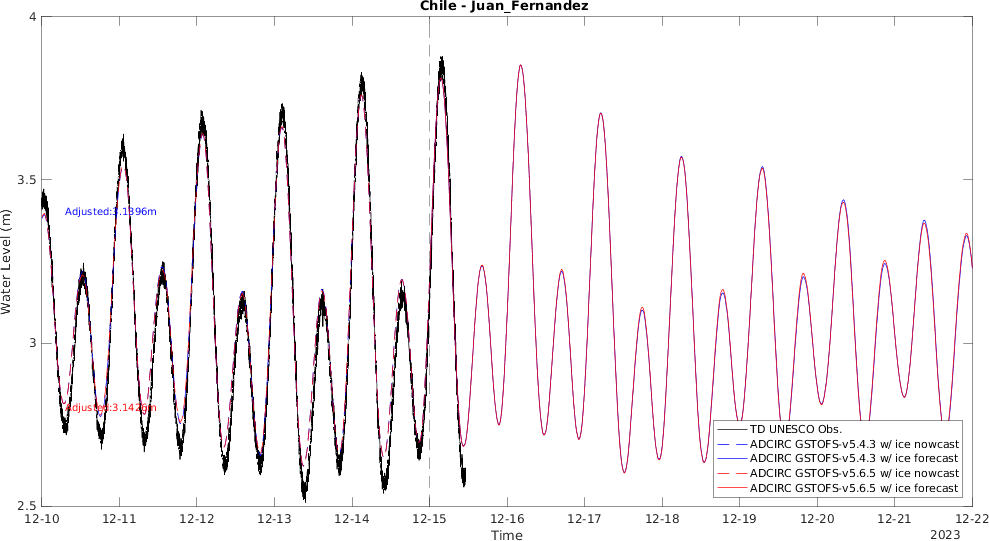 Chile - Juan_Fernandez
4
3.5
3
2.5
Water Level (m)
Adjusted:3.1396m
Adjusted:3.1426m
TD UNESCO Obs.
ADCIRC GSTOFS-v5.4.3 w/ ice nowcast
ADCIRC GSTOFS-v5.4.3 w/ ice forecast
ADCIRC GSTOFS-v5.6.5 w/ ice nowcast
ADCIRC GSTOFS-v5.6.5 w/ ice forecast
12-10 12-11 12-12 12-13 12-14 12-15 12-16 12-17 12-18 12-19 12-20 12-21 12-22
Time
2023